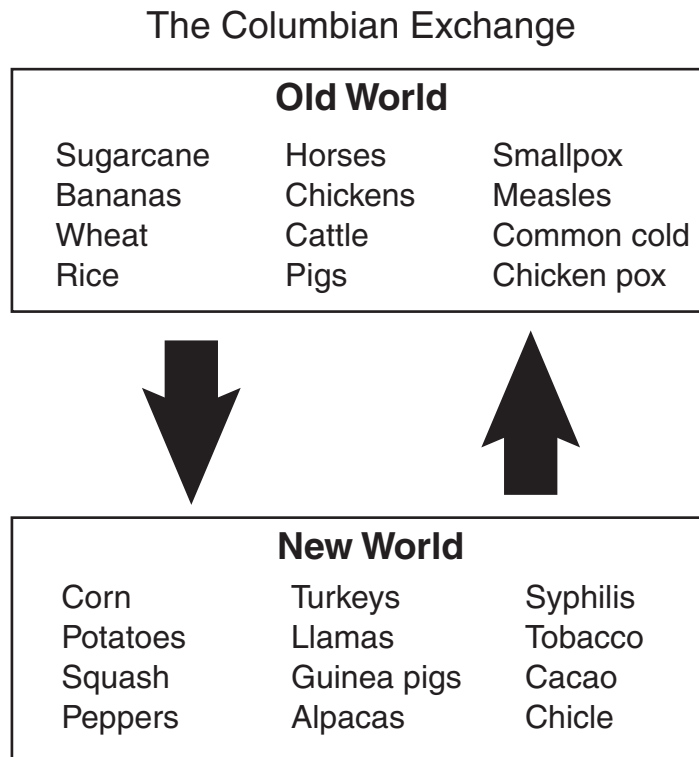 The Columbian Exchange
Old World
Sugarcane Horses Smallpox
Bananas Chickens Measles
Wheat Cattle Common cold
Rice Pigs Chicken pox
New World
Corn Turkeys Syphilis
Potatoes Llamas Tobacco
Squash Guinea pigs Cacao
Peppers Alpacas Chicle